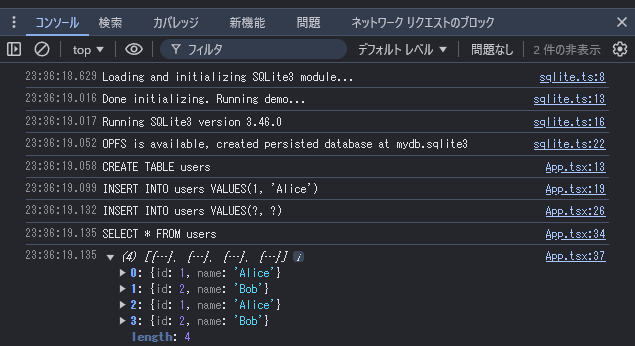 コンソール 検索 カバレッジ 新機能 問題 ネットワーク リクエストのブロック
top フィルタ デフォルト レベル 問題なし 2 件の非表示
23:36:18.629 Loading and initializing SQLite3 module... sqlite.ts:8
23:36:19.016 Done initializing. Running demo... sqlite.ts:13
23:36:19.017 Running SQLite3 version 3.46.0 sqlite.ts:16
23:36:19.052 OPFS is available, created persisted database at mydb.sqlite3 sqlite.ts:22
23:36:19.058 CREATE TABLE users App.tsx:13
23:36:19.099 INSERT INTO users VALUES(1, 'Alice') App.tsx:19
23:36:19.132 INSERT INTO users VALUES(?, ?) App.tsx:26
23:36:19.135 SELECT * FROM users App.tsx:34
23:36:19.135 (4) [{…}, {…}, {…}, {…}] i App.tsx:37
0: {id: 1, name: 'Alice'}
1: {id: 2, name: 'Bob'}
2: {id: 1, name: 'Alice'}
3: {id: 2, name: 'Bob'}
length: 4